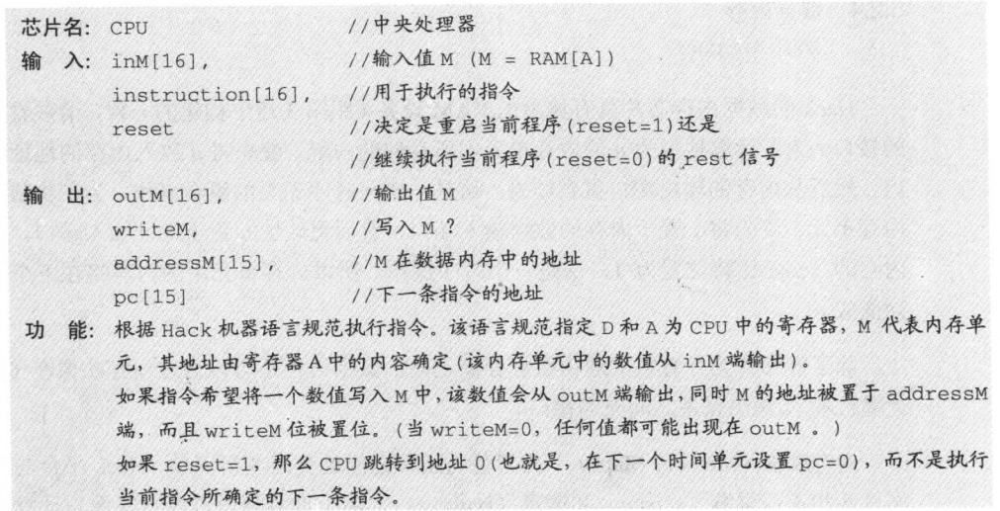 芯片名: CPU //中央处理器
输 入: inM[16], //输入值 M (M = RAM[A])
instruction[16], //用于执行的指令
reset //决定是重启当前程序(reset=1)还是
//继续执行当前程序(reset=0)的 rest 信号
输 出: outM[16], //输出值 M
writeM, //写入 M ?
addressM[15], //M 在数据内存中的地址
pc[15] //下一条指令的地址
功 能: 根据 Hack 机器语言规范执行指令。该语言规范指定 D 和 A 为 CPU 中的寄存器, M 代表内存单
元, 其地址由寄存器 A 中的内容确定(该内存单元中的数值从 inM 端输出)。
如果指令希望将一个数值写入 M 中, 该数值会从 outM 端输出, 同时 M 的地址被置于 addressM
端, 而且 writeM 位被置位。(当 writeM=0, 任何值都可能出现在 outM 。)
如果 reset=1, 那么 CPU 跳转到地址 0(也就是, 在下一个时间单元设置 pc=0), 而不是执行
当前指令所确定的下一条指令。